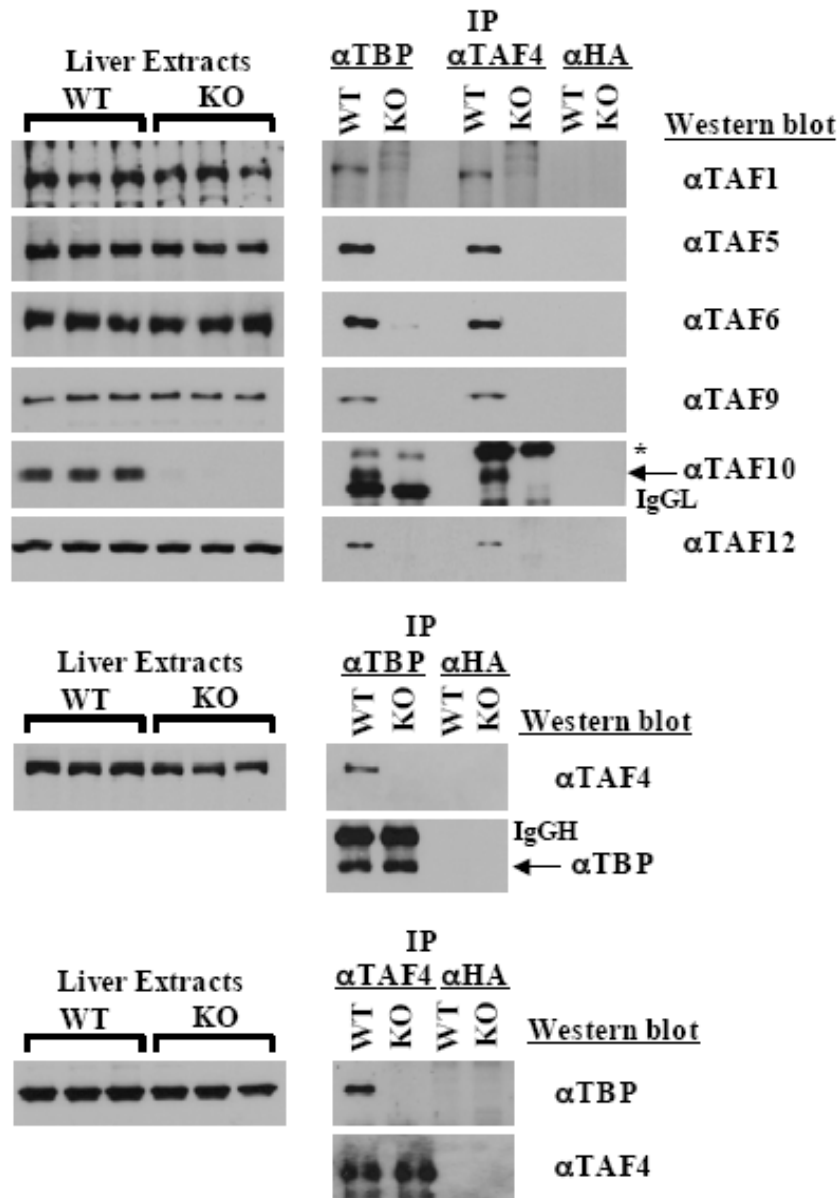 IP
Liver Extracts αTBP αTAF4 αHA
WT KO WT KO WT KO WT KO Western blot
αTAF1
αTAF5
αTAF6
αTAF9
*
αTAF10
IgGL
αTAF12
IP
Liver Extracts αTBP αHA
WT KO WT KO WT KO Western blot
αTAF4
IgGH
αTBP
IP
Liver Extracts αTAF4 αHA
WT KO WT KO WT KO Western blot
αTBP
αTAF4